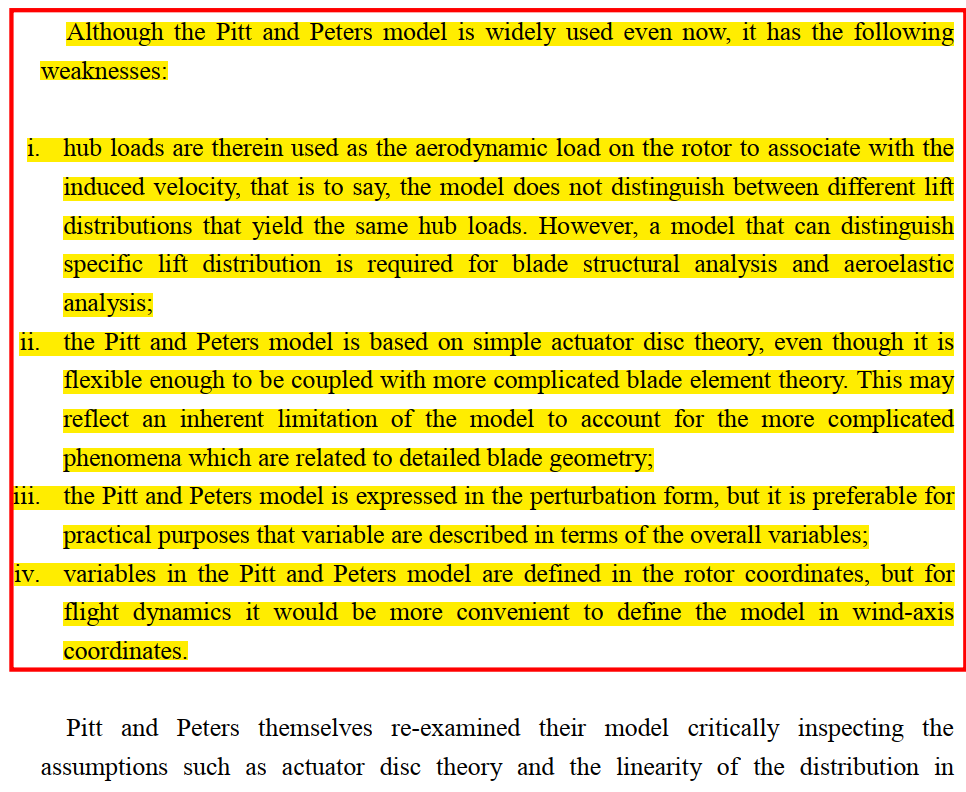 Although the Pitt and Peters model is widely used even now, it has the following
weaknesses:
i. hub loads are therein used as the aerodynamic load on the rotor to associate with the
induced velocity, that is to say, the model does not distinguish between different lift
distributions that yield the same hub loads. However, a model that can distinguish
specific lift distribution is required for blade structural analysis and aeroelastic
analysis;
ii. the Pitt and Peters model is based on simple actuator disc theory, even though it is
flexible enough to be coupled with more complicated blade element theory. This may
reflect an inherent limitation of the model to account for the more complicated
phenomena which are related to detailed blade geometry;
iii. the Pitt and Peters model is expressed in the perturbation form, but it is preferable for
practical purposes that variable are described in terms of the overall variables;
iv. variables in the Pitt and Peters model are defined in the rotor coordinates, but for
flight dynamics it would be more convenient to define the model in wind-axis
coordinates.
Pitt and Peters themselves re-examined their model critically inspecting the
assumptions such as actuator disc theory and the linearity of the distribution in